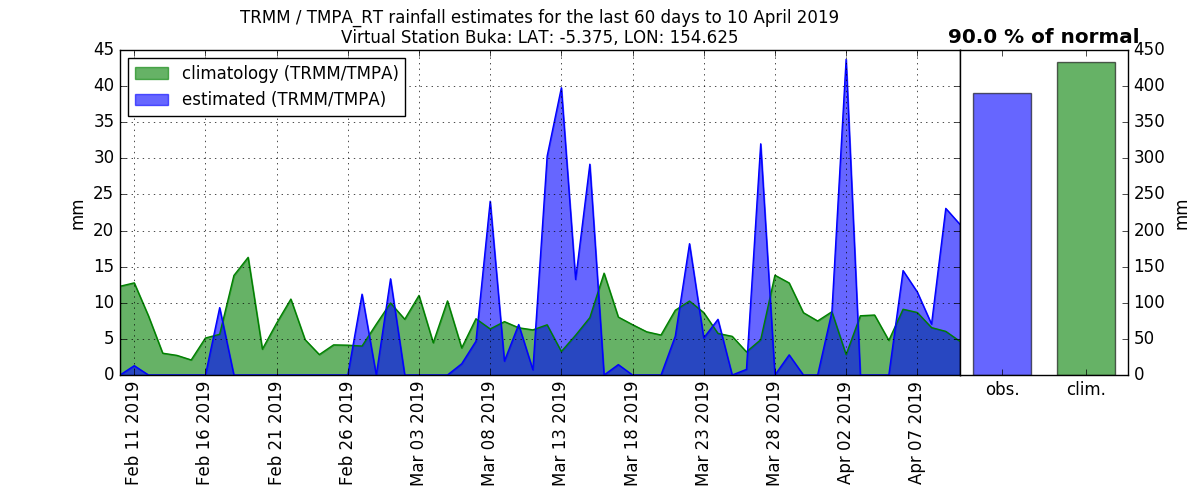 TRMM / TMPA_RT rainfall estimates for the last 60 days to 10 April 2019
Virtual Station Buka: LAT: -5.375, LON: 154.625
90.0 % of normal
climatology (TRMM/TMPA)
estimated (TRMM/TMPA)
45
40
35
30
25
20
15
10
5
0
mm
450
400
350
300
250
200
150
100
50
0
mm
Feb 11 2019
Feb 16 2019
Feb 21 2019
Feb 26 2019
Mar 03 2019
Mar 08 2019
Mar 13 2019
Mar 18 2019
Mar 23 2019
Mar 28 2019
Apr 02 2019
Apr 07 2019
obs.
clim.